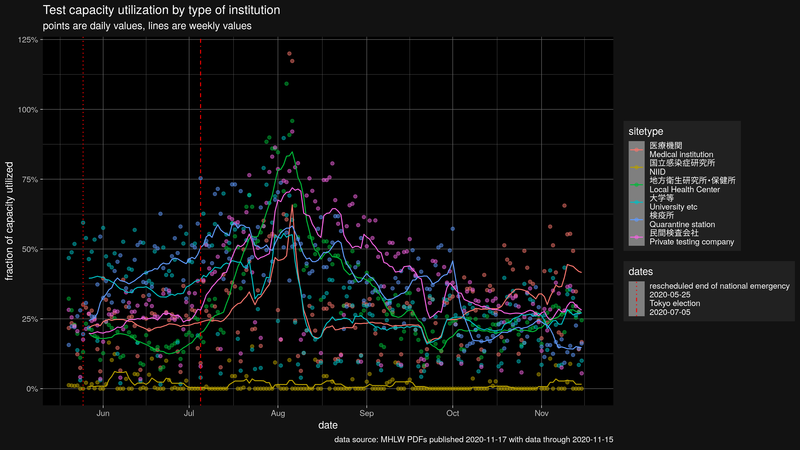 Test capacity utilization by type of institution
points are daily values, lines are weekly values
125%
100%
75%
50%
25%
0%
fraction of capacity utilized
Jun
Jul
Aug
Sep
Oct
Nov
date
data source: MHLW PDFs published 2020-11-17 with data through 2020-11-15
sitetype
医療機関
Medical institution
国立感染症研究所
NIID
地方衛生研究所・保健所
Local Health Center
大学等
University etc
検疫所
Quarantine station
民間検査会社
Private testing company
dates
rescheduled end of national emergency
2020-05-25
Tokyo election
2020-07-05